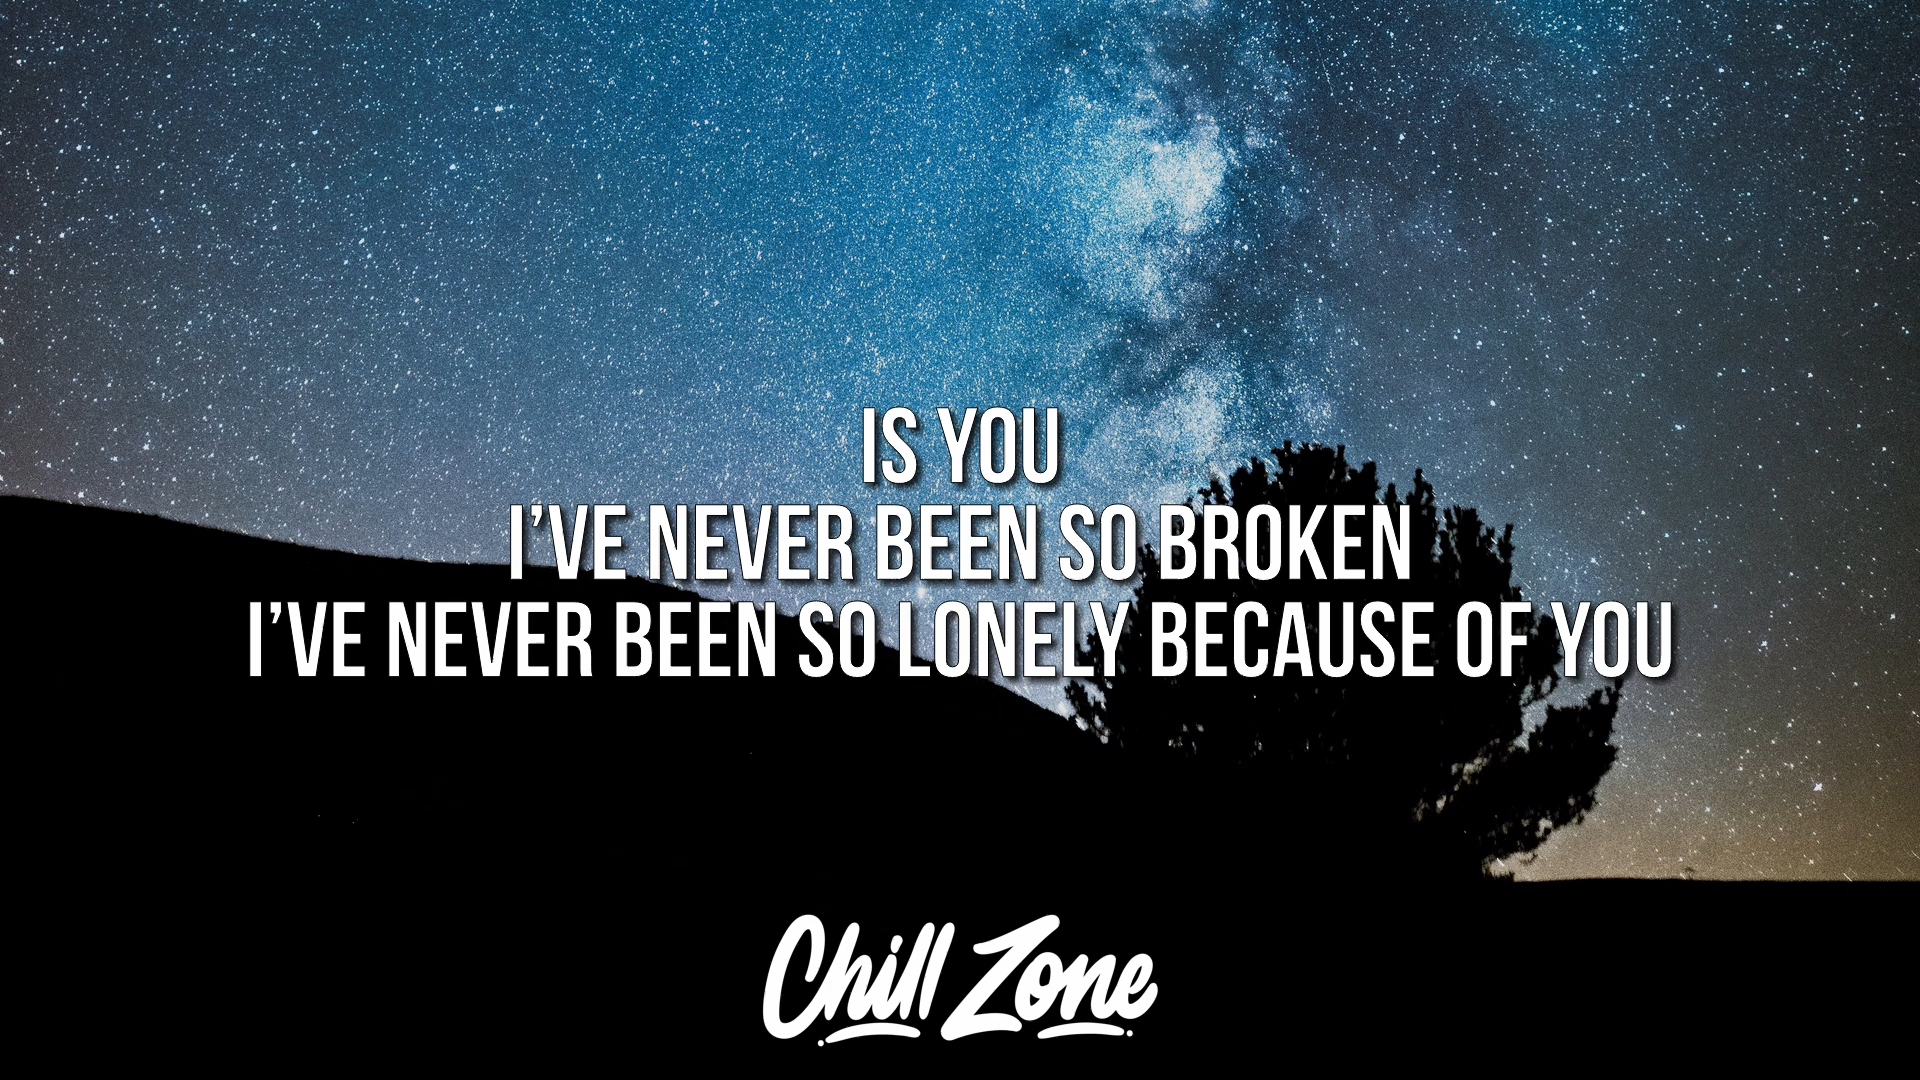 IS YOU
I'VE NEVER BEEN SO BROKEN
I'VE NEVER BEEN SO LONELY BECAUSE OF YOU
Chill Zone